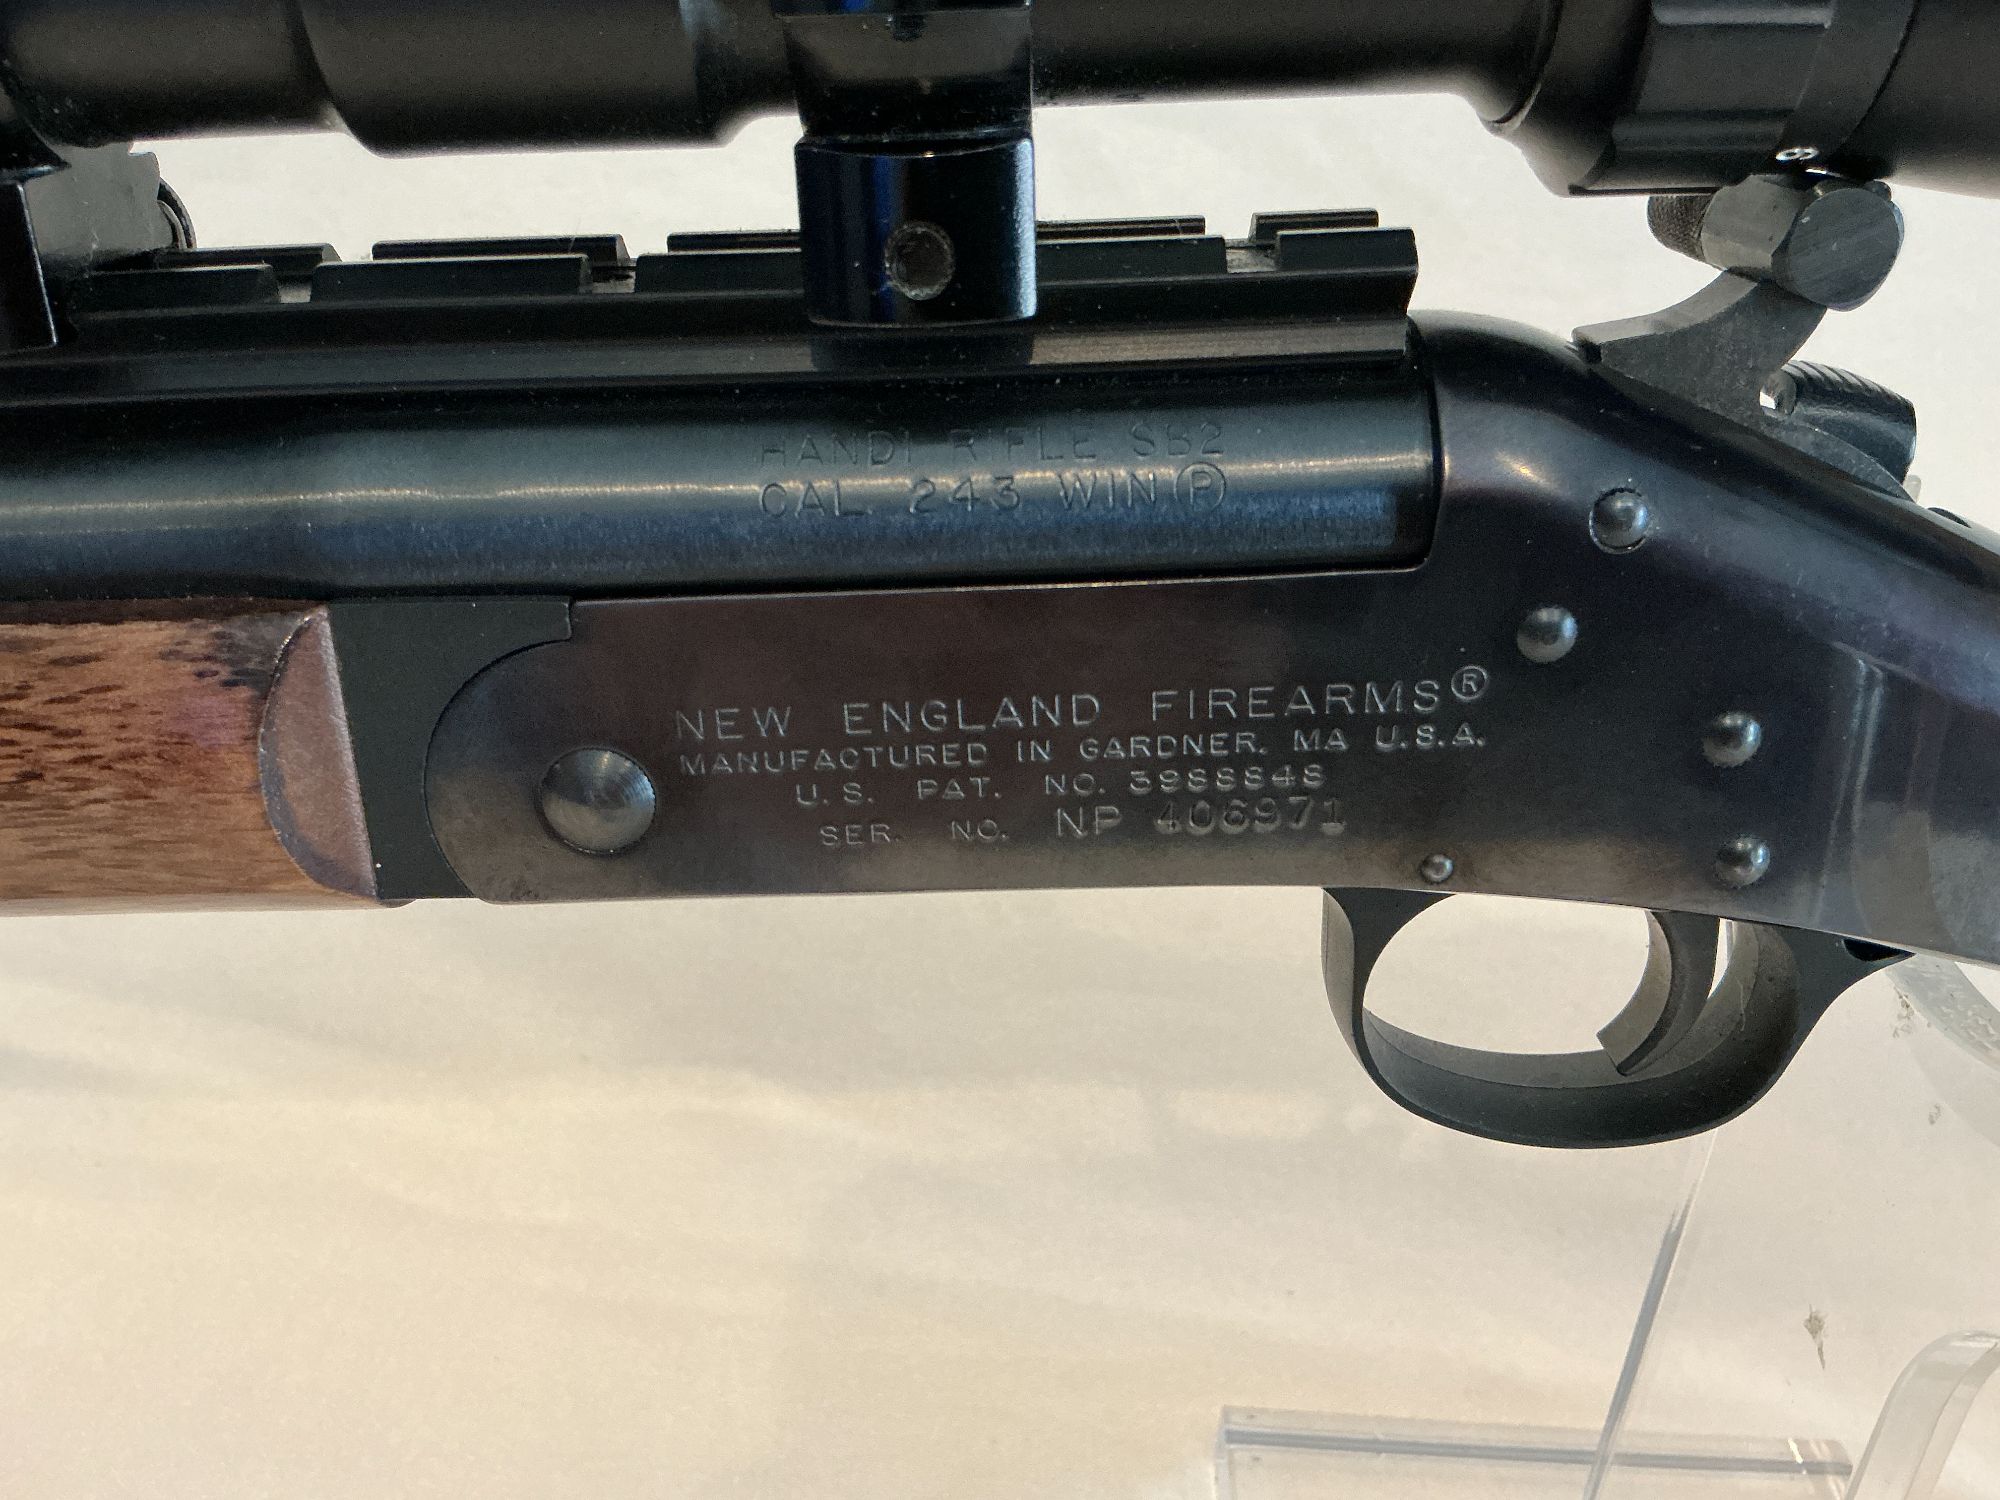 9
HANDI RIFLE SB2
CAL. 243 WIN Ⓟ
NEW ENGLAND FIREARMS®
MANUFACTURED IN GARDNER, MA U.S.A.
U.S. PAT. NO. 3988848
SER. NO. NP 406971